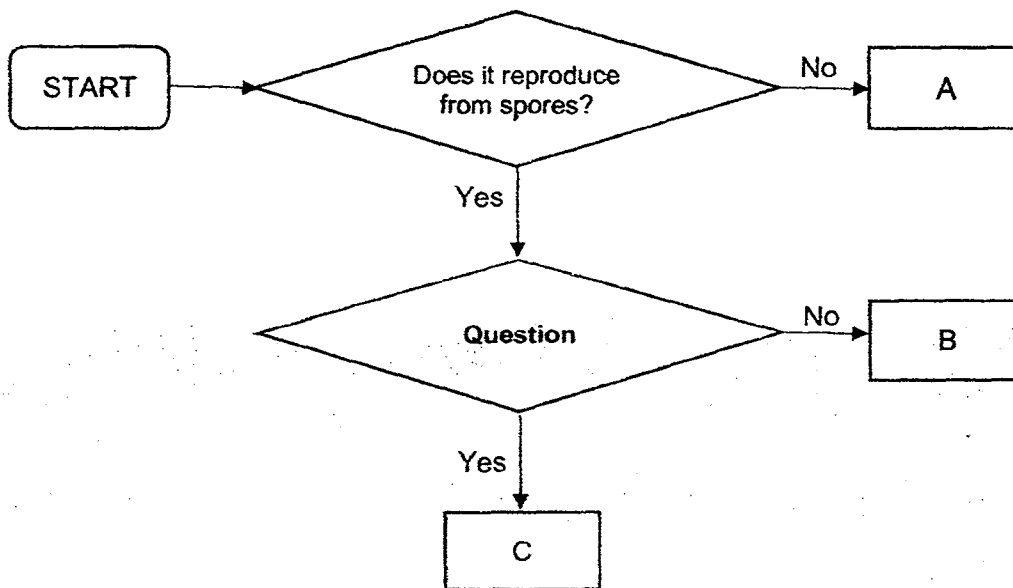 START
Does it reproduce
from spores?
No
A
Yes
Question
No
B
Yes
C